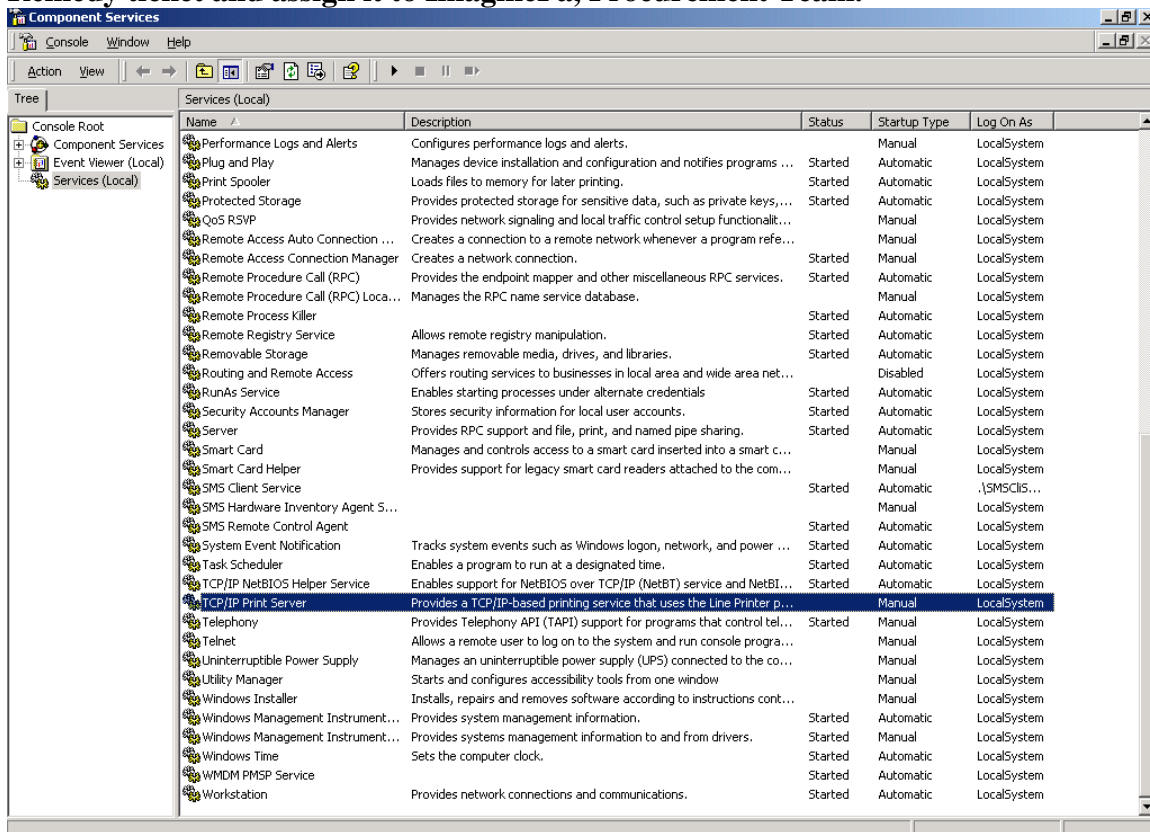 Remedy ticket and assign it to Imaginera, Procurement Team.
Component Services
Console Window Help
Action View
Tree Services (Local)
Name Description Status Startup Type Log On As
Console Root
Component Services
Event Viewer (Local)
Services (Local)
Performance Logs and Alerts Configures performance logs and alerts. Manual LocalSystem
Plug and Play Manages device installation and configuration and notifies programs ... Started Automatic LocalSystem
Print Spooler Loads files to memory for later printing. Started Automatic LocalSystem
Protected Storage Provides protected storage for sensitive data, such as private keys,... Started Automatic LocalSystem
QoS RSVP Provides network signaling and local traffic control setup functionalit... Manual LocalSystem
Remote Access Auto Connection ... Creates a connection to a remote network whenever a program refe... Manual LocalSystem
Remote Access Connection Manager Creates a network connection. Started Manual LocalSystem
Remote Procedure Call (RPC) Provides the endpoint mapper and other miscellaneous RPC services. Started Automatic LocalSystem
Remote Procedure Call (RPC) Loca... Manages the RPC name service database. Manual LocalSystem
Remote Process Killer Started Automatic LocalSystem
Remote Registry Service Allows remote registry manipulation. Started Automatic LocalSystem
Removable Storage Manages removable media, drives, and libraries. Started Automatic LocalSystem
Routing and Remote Access Offers routing services to businesses in local area and wide area net... Disabled LocalSystem
RunAs Service Enables starting processes under alternate credentials Started Automatic LocalSystem
Security Accounts Manager Stores security information for local user accounts. Started Automatic LocalSystem
Server Provides RPC support and file, print, and named pipe sharing. Started Automatic LocalSystem
Smart Card Manages and controls access to a smart card inserted into a smart c... Manual LocalSystem
Smart Card Helper Provides support for legacy smart card readers attached to the com... Manual LocalSystem
SMS Client Service Started Automatic .\SMSCliS...
SMS Hardware Inventory Agent S... Manual LocalSystem
SMS Remote Control Agent Started Automatic LocalSystem
System Event Notification Tracks system events such as Windows logon, network, and power ... Started Automatic LocalSystem
Task Scheduler Enables a program to run at a designated time. Started Automatic LocalSystem
TCP/IP NetBIOS Helper Service Enables support for NetBIOS over TCP/IP (NetBT) service and NetBI... Started Automatic LocalSystem
TCP/IP Print Server Provides a TCP/IP-based printing service that uses the Line Printer p... Manual LocalSystem
Telephony Provides Telephony API (TAPI) support for programs that control tel... Started Manual LocalSystem
Telnet Allows a remote user to log on to the system and run console progra... Manual LocalSystem
Uninterruptible Power Supply Manages an uninterruptible power supply (UPS) connected to the co... Manual LocalSystem
Utility Manager Starts and configures accessibility tools from one window Manual LocalSystem
Windows Installer Installs, repairs and removes software according to instructions cont... Manual LocalSystem
Windows Management Instrument... Provides system management information. Started Automatic LocalSystem
Windows Management Instrument... Provides systems management information to and from drivers. Started Manual LocalSystem
Windows Time Sets the computer clock. Started Automatic LocalSystem
WMDM PMSP Service Started Automatic LocalSystem
Workstation Provides network connections and communications. Started Automatic LocalSystem